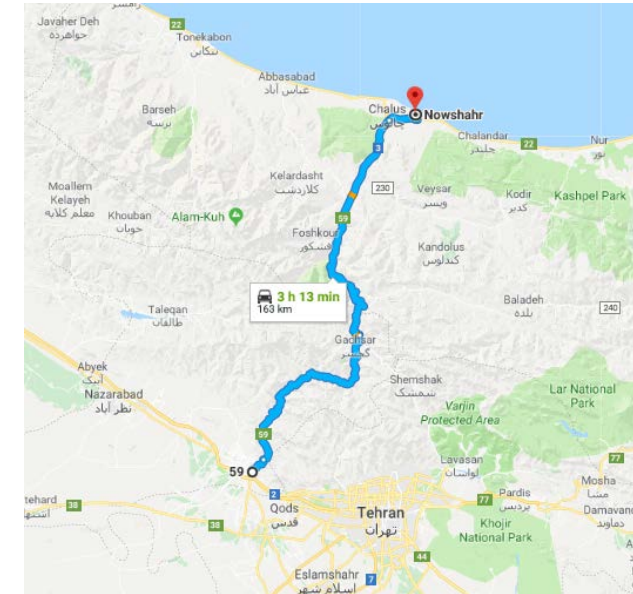 رامسر
22
Javaher Deh
جواهرده
Tonekabon
تنکابن
Abbasabad
عباس آباد
Barseh
برسه
Chalus
چالوس
Nowshahr
3
Chalandar
چلندر
22
Nur
نور
Kelardasht
کلاردشت
230
Veysar
ویسر
Kodir
کدیر
Kashpel Park
Moallem
Kelayeh
معلم کلایه
Khouban
خوبان
Alam-Kuh
59
Foshkour
فشکور
Kandolus
کندلوس
3 h 13 min
163 km
Baladeh
بلده
240
Taleqan
طالقان
Gachsar
گچسر
Abyek
آبیک
Nazarabad
نظرآباد
Shemshak
شمشک
Lar National
Park
Varjin
Protected Area
59
59
Lavasan
لواسان
77
Mosha
مشا
2
Qods
قدس
Tehran
تهران
77
Pardis
پردیس
Damavand
دماوند
38
38
Khojir
National Park
44
Eslamshahr
اسلام شهر
7